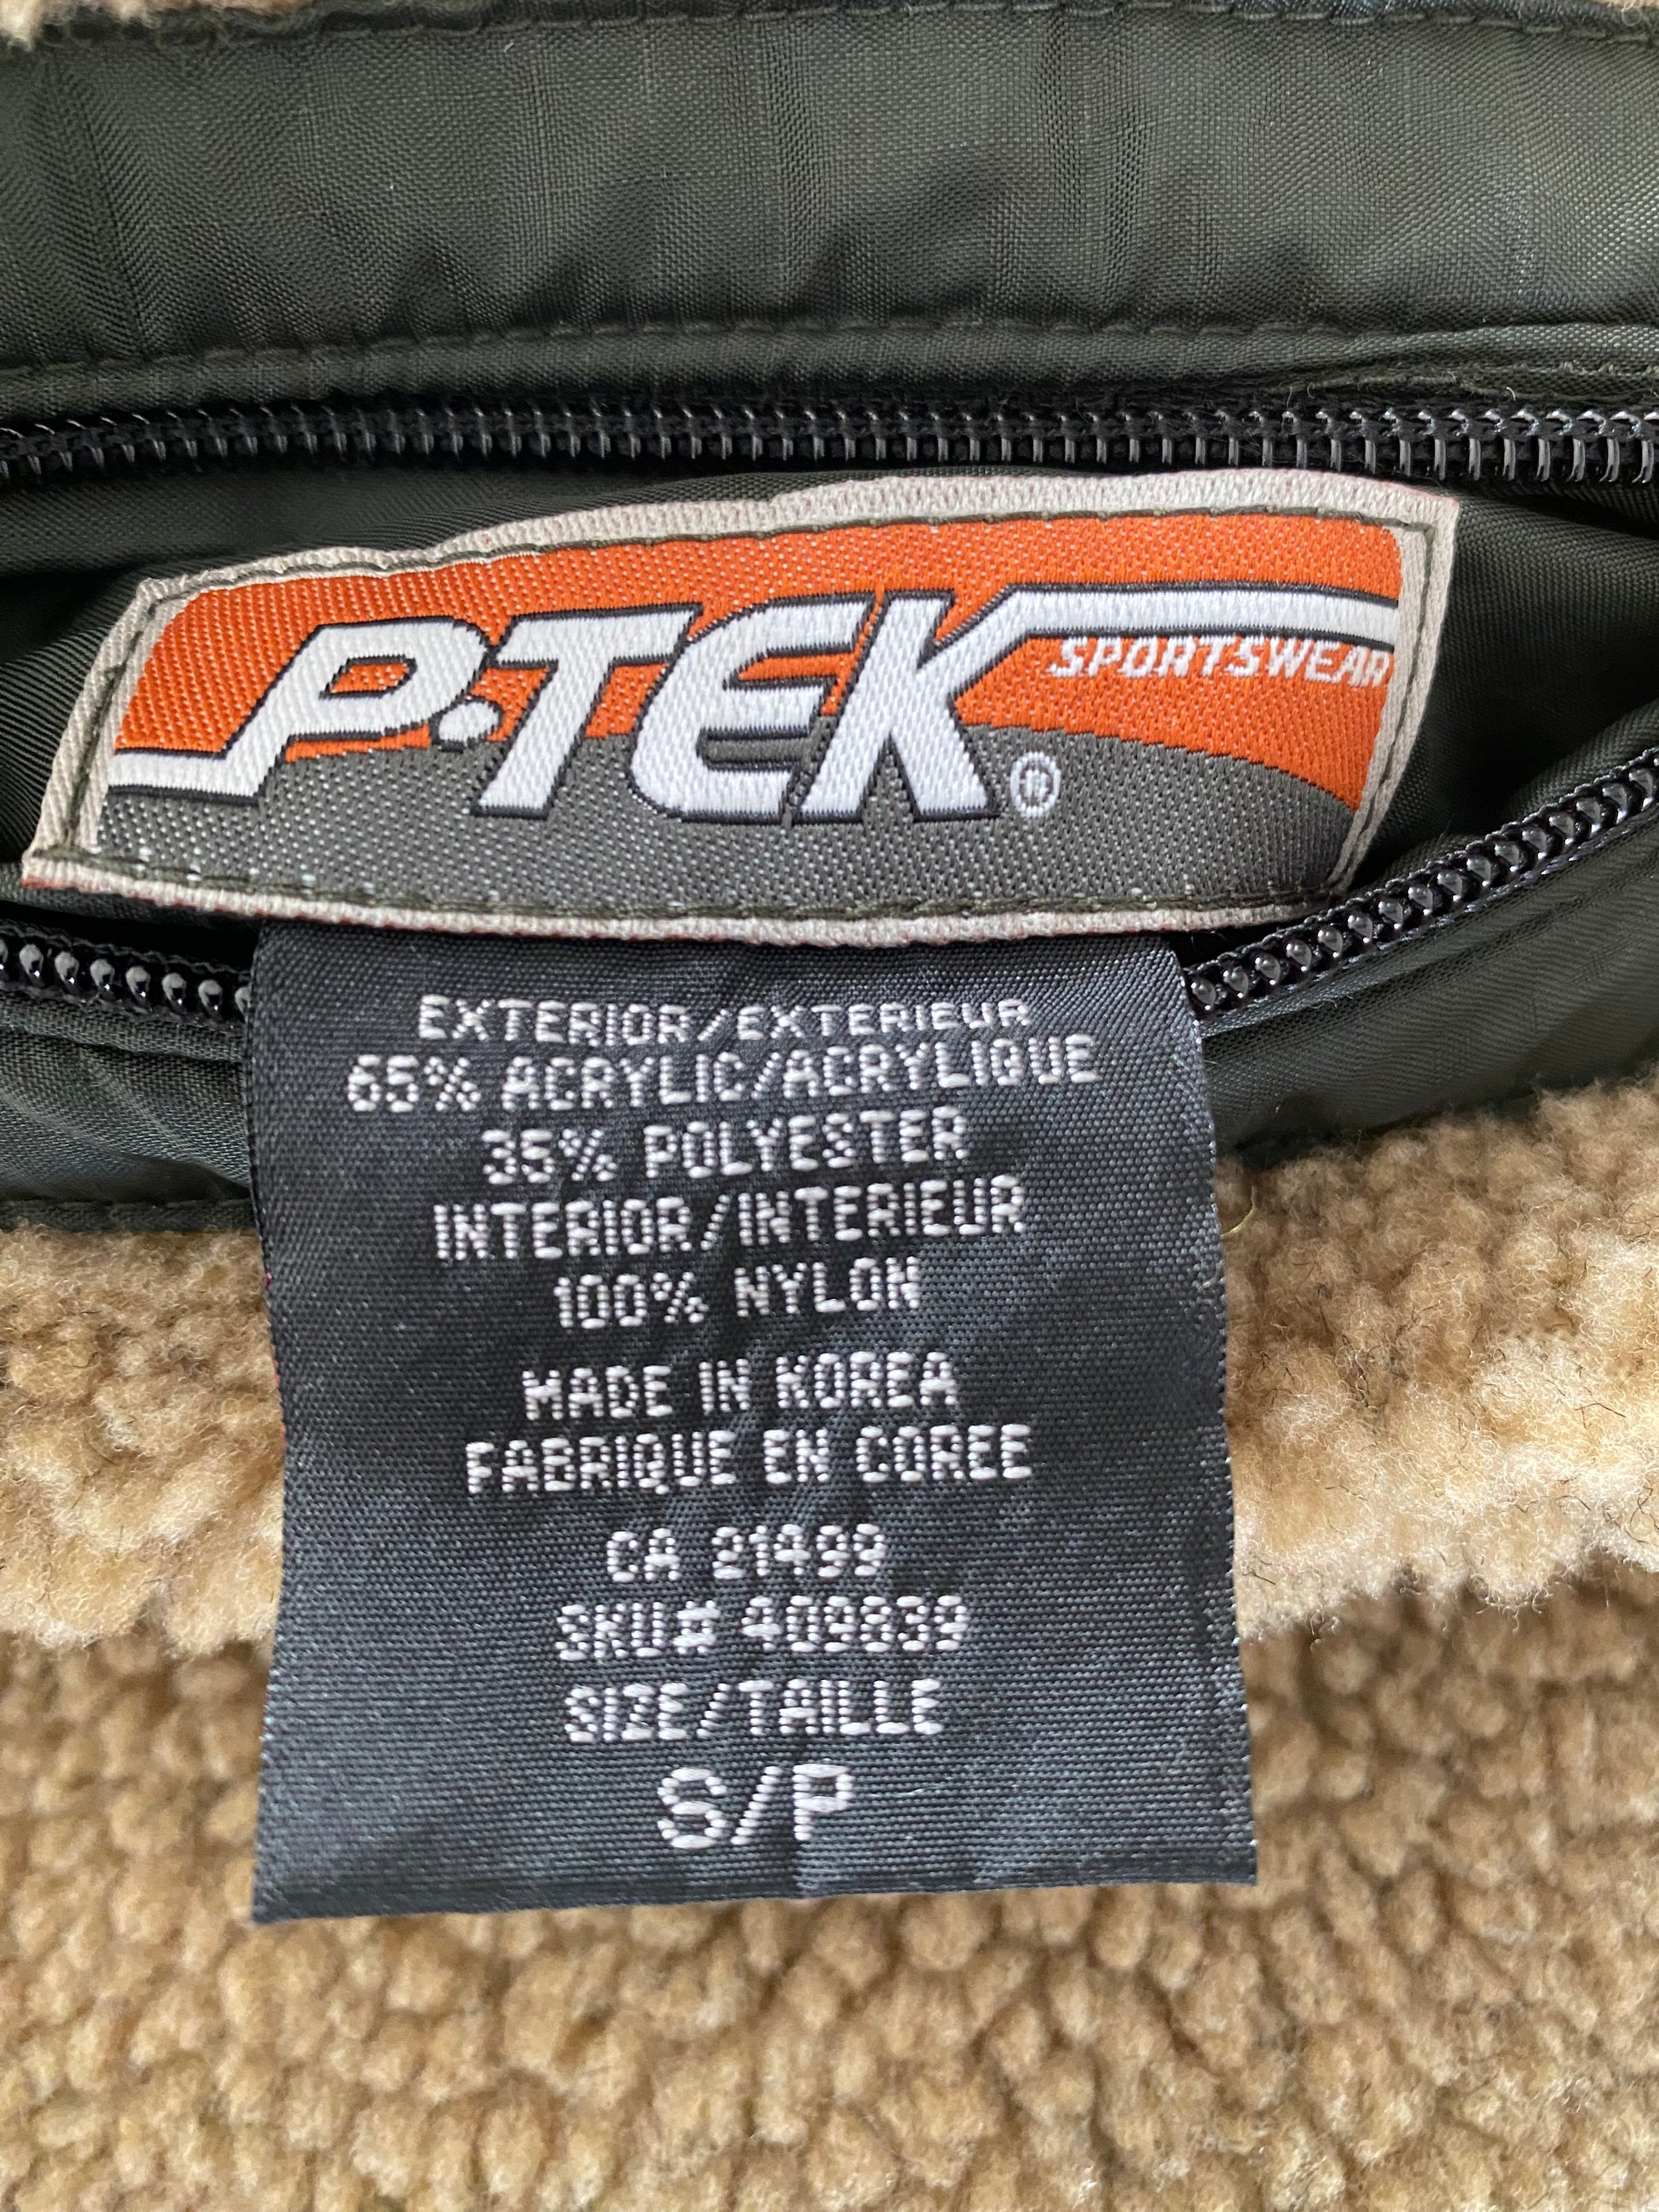 P.TEK
SPORTSWEAR
®
EXTERIOR/EXTERIEUR
65% ACRYLIC/ACRYLIQUE
35% POLYESTER
INTERIOR/INTERIEUR
100% NYLON
MADE IN KOREA
FABRIQUE EN COREE
CA 21499
SKU# 409839
SIZE/TAILLE
S/P